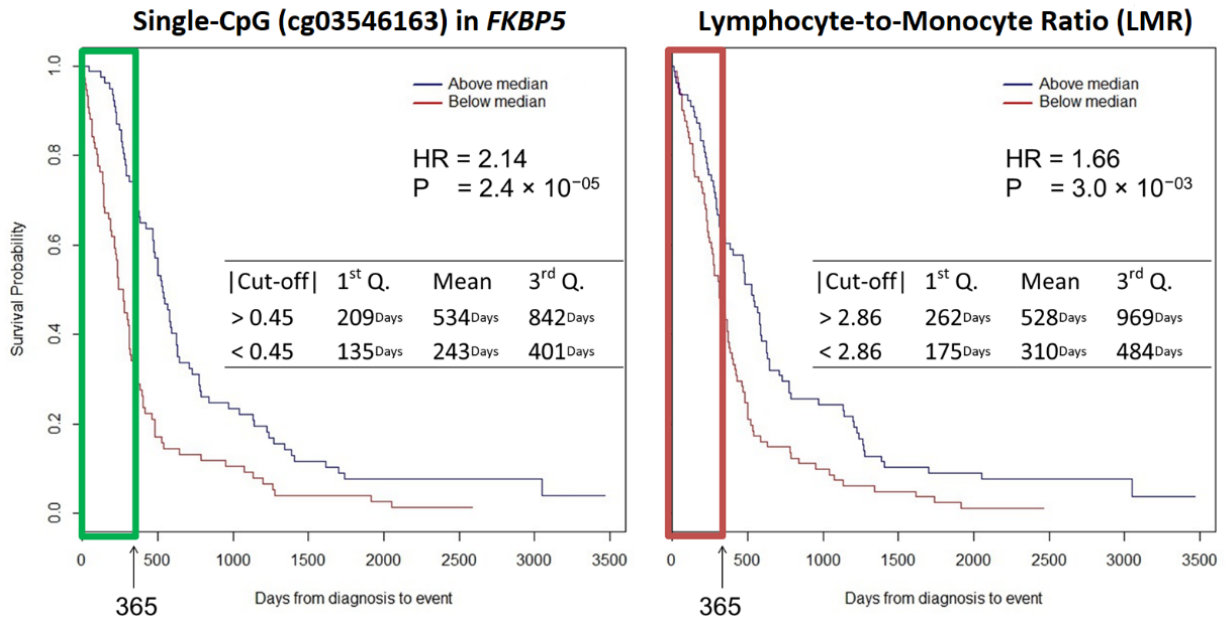 Single-CpG (cg03546163) in FKBP5
Above median
Below median
HR = 2.14
P = 2.4 × 10⁻⁰⁵
|Cut-off| 1st Q. Mean 3rd Q.
> 0.45 209Days 534Days 842Days
< 0.45 135Days 243Days 401Days
Survival Probability
1.0
0.8
0.6
0.4
0.2
0.0
0 500 1000 1500 2000 2500 3000 3500
365
Days from diagnosis to event
Lymphocyte-to-Monocyte Ratio (LMR)
Above median
Below median
HR = 1.66
P = 3.0 × 10⁻⁰³
|Cut-off| 1st Q. Mean 3rd Q.
> 2.86 262Days 528Days 969Days
< 2.86 175Days 310Days 484Days
0 500 1000 1500 2000 2500 3000 3500
365
Days from diagnosis to event